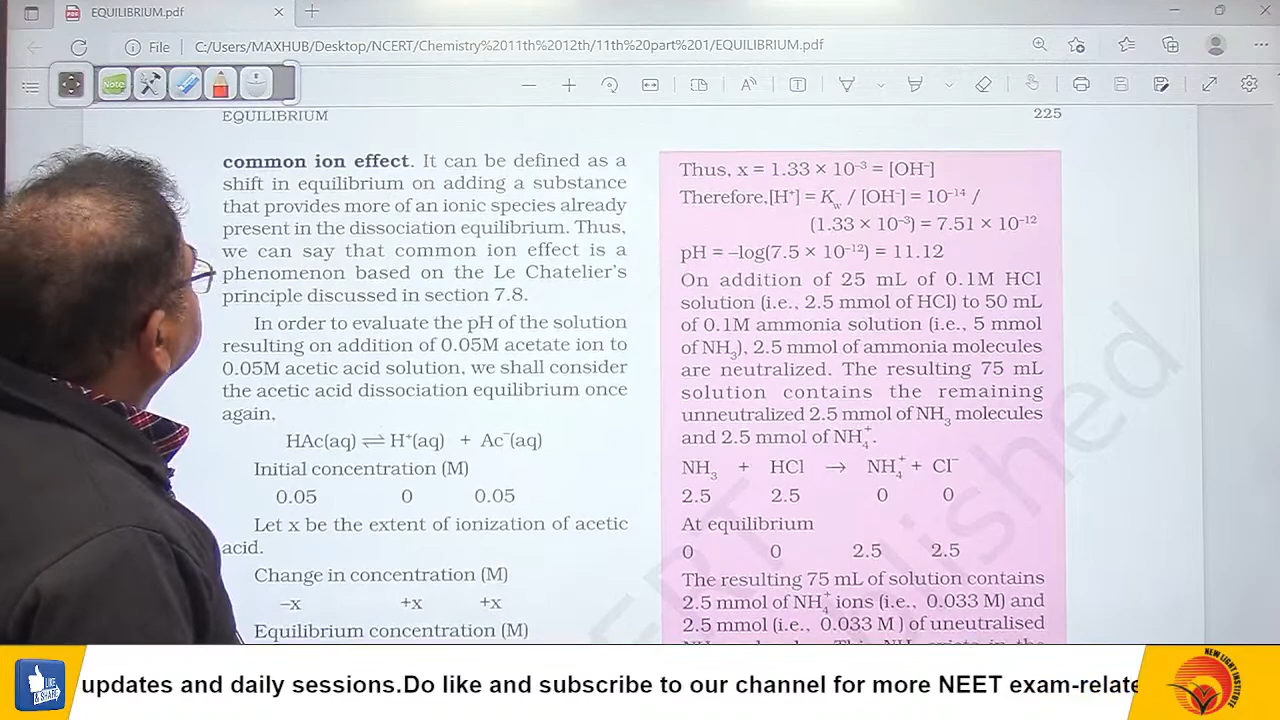 EQUILIBRIUM.pdf
File
C:/Users/MAXHUB/Desktop/NCERT/Chemistry%2011th%2012th/11th%20part%201/EQUILIBRIUM.pdf
Note
EQUILIBRIUM
225
common ion effect. It can be defined as a
shift in equilibrium on adding a substance
that provides more of an ionic species already
present in the dissociation equilibrium. Thus,
we can say that common ion effect is a
phenomenon based on the Le Chatelier's
principle discussed in section 7.8.
In order to evaluate the pH of the solution
resulting on addition of 0.05M acetate ion to
0.05M acetic acid solution, we shall consider
the acetic acid dissociation equilibrium once
again,
HAc(aq) ⇌ H⁺(aq) + Ac⁻(aq)
Initial concentration (M)
0.05 0 0.05
Let x be the extent of ionization of acetic
acid.
Change in concentration (M)
–x +x +x
Equilibrium concentration (M)
Thus, x = 1.33 × 10⁻³ = [OH⁻]
Therefore,[H⁺] = Kw / [OH⁻] = 10⁻¹⁴ /
(1.33 × 10⁻³) = 7.51 × 10⁻¹²
pH = –log(7.5 × 10⁻¹²) = 11.12
On addition of 25 mL of 0.1M HCl
solution (i.e., 2.5 mmol of HCl) to 50 mL
of 0.1M ammonia solution (i.e., 5 mmol
of NH₃), 2.5 mmol of ammonia molecules
are neutralized. The resulting 75 mL
solution contains the remaining
unneutralized 2.5 mmol of NH₃ molecules
and 2.5 mmol of NH₄⁺.
NH₃ + HCl → NH₄⁺ + Cl⁻
2.5 2.5 0 0
At equilibrium
0 0 2.5 2.5
The resulting 75 mL of solution contains
2.5 mmol of NH₄⁺ ions (i.e., 0.033 M) and
2.5 mmol (i.e., 0.033 M ) of unneutralised
LIKE
& SHARE
updates and daily sessions.Do like and subscribe to our channel for more NEET exam-relate
NEW LIGHT INSTITUTE